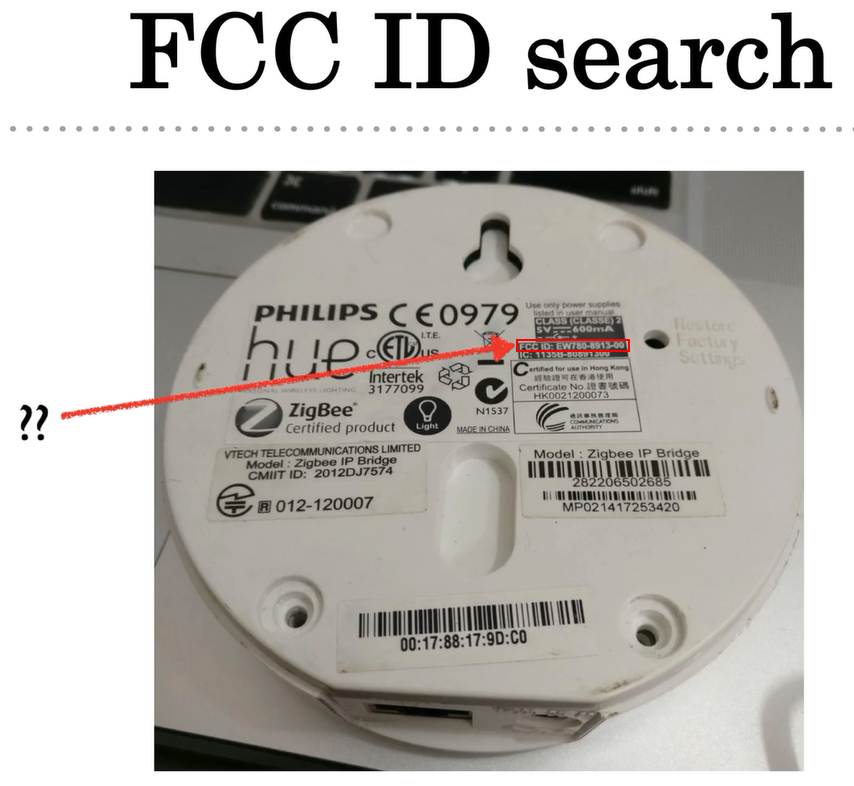 FCC ID search
??
command
shift
PHILIPS CE0979
hue
PERSONAL WIRELESS LIGHTING
c ETL us
I.T.E.
Intertek
3177099
N1537
ZigBee®
Certified product
Light
MADE IN CHINA
Use only power supplies
listed in user manual
CLASS (CLASSE) 2
5V 600mA
FCC ID: EW780-8913-00
IC: 1135B-80891300
Certified for use in Hong Kong
經驗證可在香港使用
Certificate No. 證書號碼
HK0021200073
通訊事務管理局
COMMUNICATIONS
AUTHORITY
Restore
Factory
Settings
VTECH TELECOMMUNICATIONS LIMITED
Model : Zigbee IP Bridge
CMIIT ID: 2012DJ7574
R 012-120007
Model : Zigbee IP Bridge
282206502685
MP021417253420
00:17:88:17:9D:C0